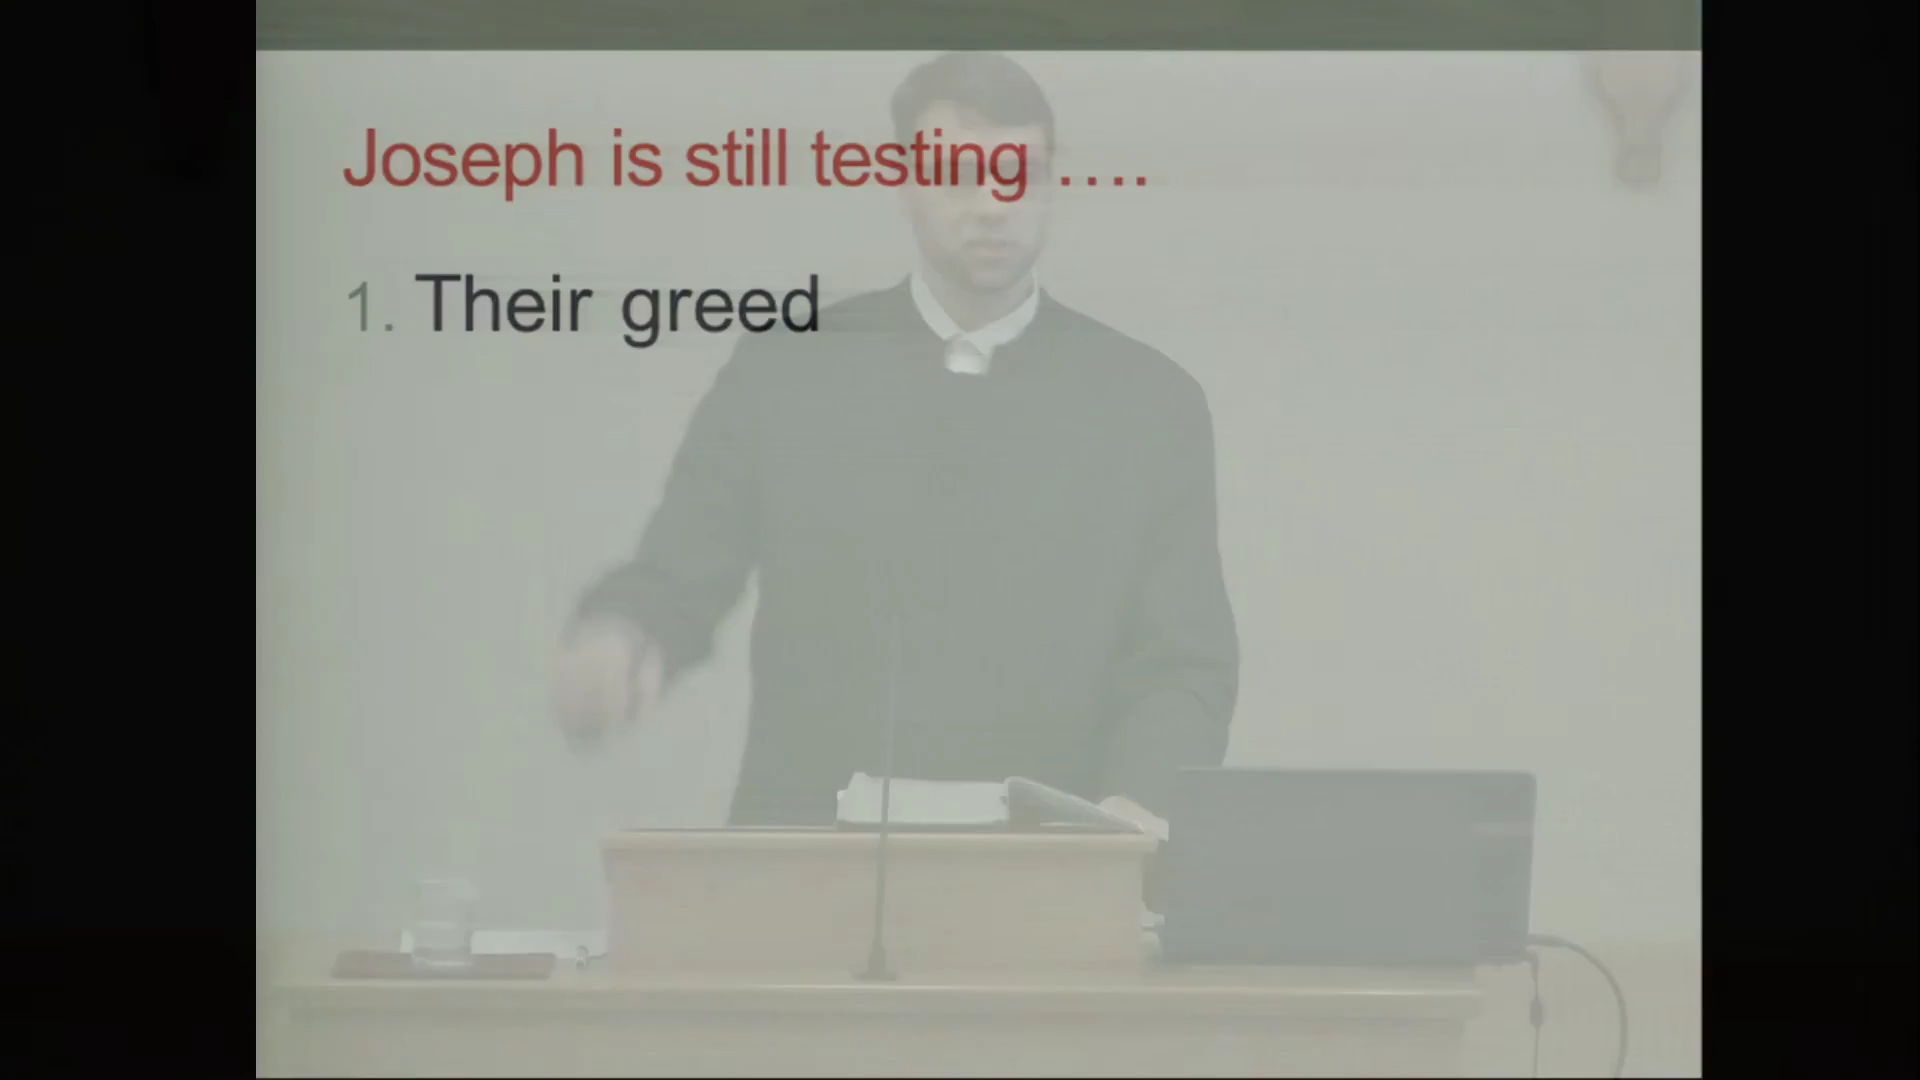 Joseph is still testing ....
1. Their greed